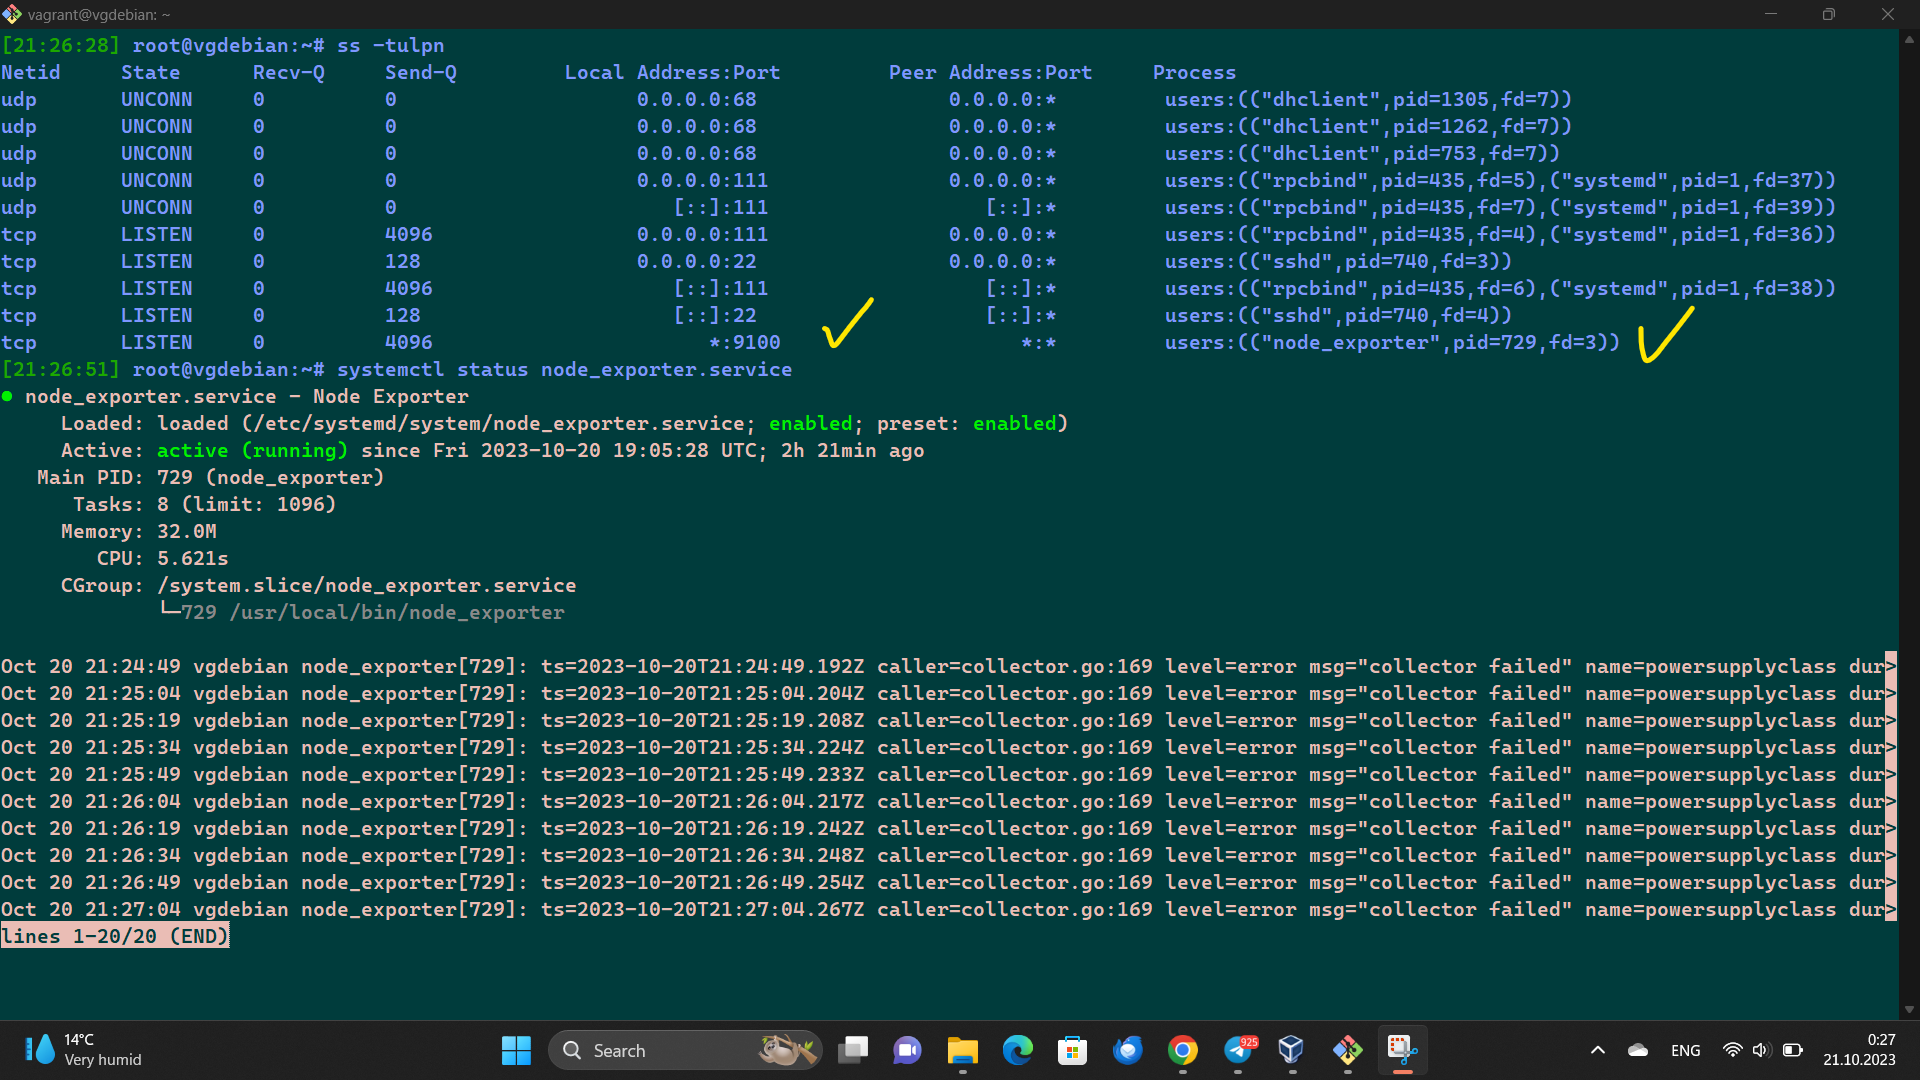 vagrant@vgdebian: ~
[21:26:28] root@vgdebian:~# ss -tulpn
Netid State Recv-Q Send-Q Local Address:Port Peer Address:Port Process
udp UNCONN 0 0 0.0.0.0:68 0.0.0.0:* users:(("dhclient",pid=1305,fd=7))
udp UNCONN 0 0 0.0.0.0:68 0.0.0.0:* users:(("dhclient",pid=1262,fd=7))
udp UNCONN 0 0 0.0.0.0:68 0.0.0.0:* users:(("dhclient",pid=753,fd=7))
udp UNCONN 0 0 0.0.0.0:111 0.0.0.0:* users:(("rpcbind",pid=435,fd=5),("systemd",pid=1,fd=37))
udp UNCONN 0 0 [::]:111 [::]:* users:(("rpcbind",pid=435,fd=7),("systemd",pid=1,fd=39))
tcp LISTEN 0 4096 0.0.0.0:111 0.0.0.0:* users:(("rpcbind",pid=435,fd=4),("systemd",pid=1,fd=36))
tcp LISTEN 0 128 0.0.0.0:22 0.0.0.0:* users:(("sshd",pid=740,fd=3))
tcp LISTEN 0 4096 [::]:111 [::]:* users:(("rpcbind",pid=435,fd=6),("systemd",pid=1,fd=38))
tcp LISTEN 0 128 [::]:22 [::]:* users:(("sshd",pid=740,fd=4))
tcp LISTEN 0 4096 *:9100 *:* users:(("node_exporter",pid=729,fd=3))
[21:26:51] root@vgdebian:~# systemctl status node_exporter.service
● node_exporter.service - Node Exporter
Loaded: loaded (/etc/systemd/system/node_exporter.service; enabled; preset: enabled)
Active: active (running) since Fri 2023-10-20 19:05:28 UTC; 2h 21min ago
Main PID: 729 (node_exporter)
Tasks: 8 (limit: 1096)
Memory: 32.0M
CPU: 5.621s
CGroup: /system.slice/node_exporter.service
└─729 /usr/local/bin/node_exporter
Oct 20 21:24:49 vgdebian node_exporter[729]: ts=2023-10-20T21:24:49.192Z caller=collector.go:169 level=error msg="collector failed" name=powersupplyclass dur>
Oct 20 21:25:04 vgdebian node_exporter[729]: ts=2023-10-20T21:25:04.204Z caller=collector.go:169 level=error msg="collector failed" name=powersupplyclass dur>
Oct 20 21:25:19 vgdebian node_exporter[729]: ts=2023-10-20T21:25:19.208Z caller=collector.go:169 level=error msg="collector failed" name=powersupplyclass dur>
Oct 20 21:25:34 vgdebian node_exporter[729]: ts=2023-10-20T21:25:34.224Z caller=collector.go:169 level=error msg="collector failed" name=powersupplyclass dur>
Oct 20 21:25:49 vgdebian node_exporter[729]: ts=2023-10-20T21:25:49.233Z caller=collector.go:169 level=error msg="collector failed" name=powersupplyclass dur>
Oct 20 21:26:04 vgdebian node_exporter[729]: ts=2023-10-20T21:26:04.217Z caller=collector.go:169 level=error msg="collector failed" name=powersupplyclass dur>
Oct 20 21:26:19 vgdebian node_exporter[729]: ts=2023-10-20T21:26:19.242Z caller=collector.go:169 level=error msg="collector failed" name=powersupplyclass dur>
Oct 20 21:26:34 vgdebian node_exporter[729]: ts=2023-10-20T21:26:34.248Z caller=collector.go:169 level=error msg="collector failed" name=powersupplyclass dur>
Oct 20 21:26:49 vgdebian node_exporter[729]: ts=2023-10-20T21:26:49.254Z caller=collector.go:169 level=error msg="collector failed" name=powersupplyclass dur>
Oct 20 21:27:04 vgdebian node_exporter[729]: ts=2023-10-20T21:27:04.267Z caller=collector.go:169 level=error msg="collector failed" name=powersupplyclass dur>
lines 1-20/20 (END)
14°C
Very humid
Search
925
ENG
0:27
21.10.2023